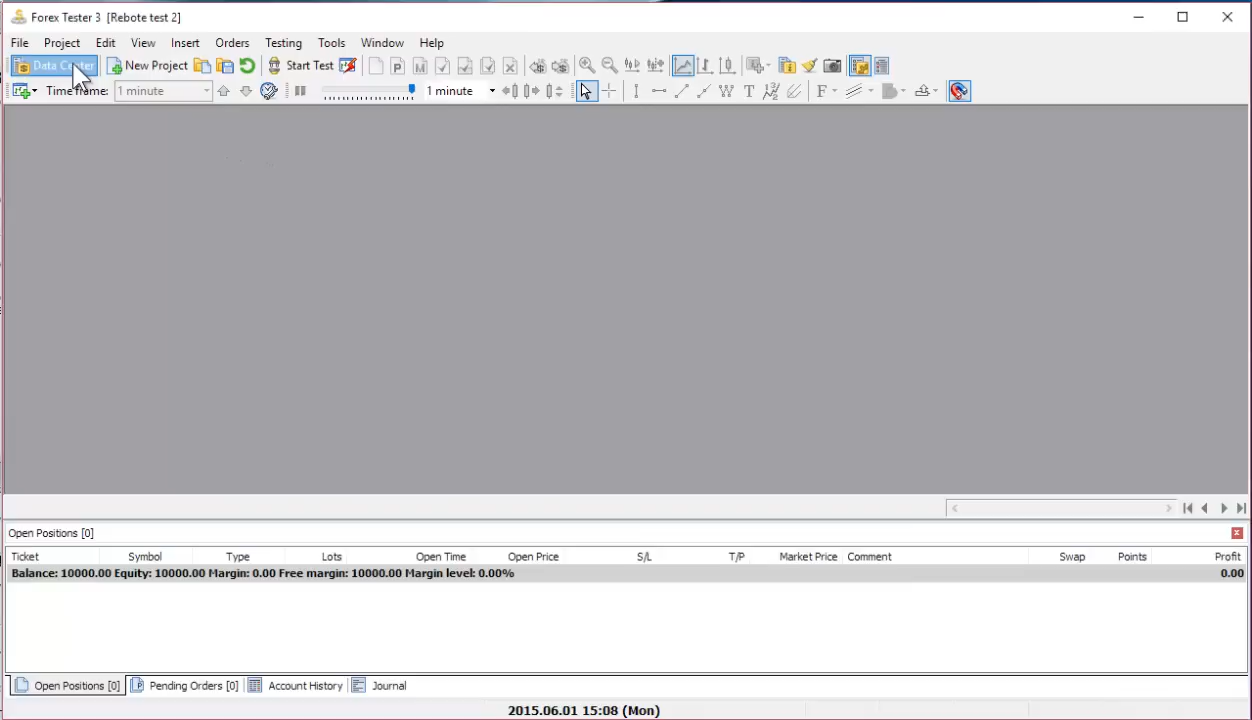 Forex Tester 3 [Rebote test 2]
File Project Edit View Insert Orders Testing Tools Window Help
Data Center New Project Start Test
Time frame: 1 minute 1 minute
Open Positions [0]
Ticket Symbol Type Lots Open Time Open Price S/L T/P Market Price Comment Swap Points Profit
Balance: 10000.00 Equity: 10000.00 Margin: 0.00 Free margin: 10000.00 Margin level: 0.00% 0.00
Open Positions [0] Pending Orders [0] Account History Journal
2015.06.01 15:08 (Mon)